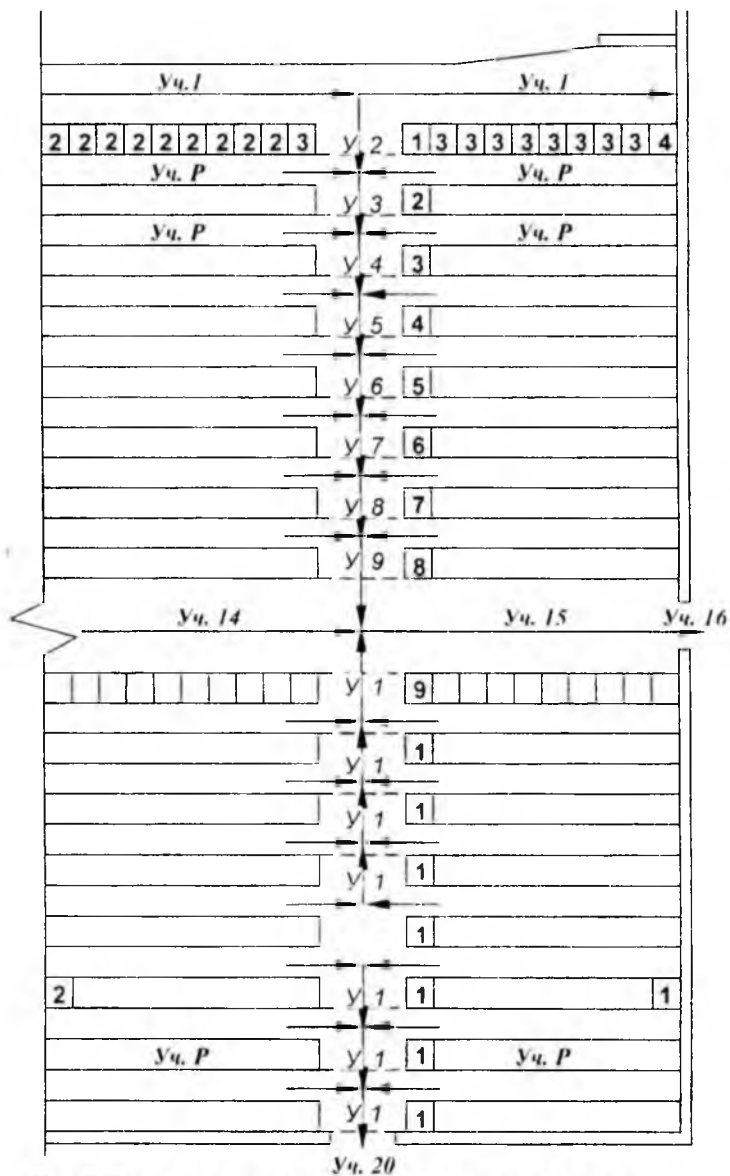 Уч.1 Уч. 1
2 2 2 2 2 2 2 2 2 3 У 2 1 3 3 3 3 3 3 3 3 4
Уч. Р Уч. Р
У 3 2
Уч. Р Уч. Р
У 4 3
У 5 4
У 6 5
У 7 6
У 8 7
У 9 8
Уч. 14 Уч. 15 Уч. 16
У 1 9
У 1 1
У 1 1
У 1 1
1
2 У 1 1 1
Уч. Р У 1 1 Уч. Р
У 1 1
Уч. 20